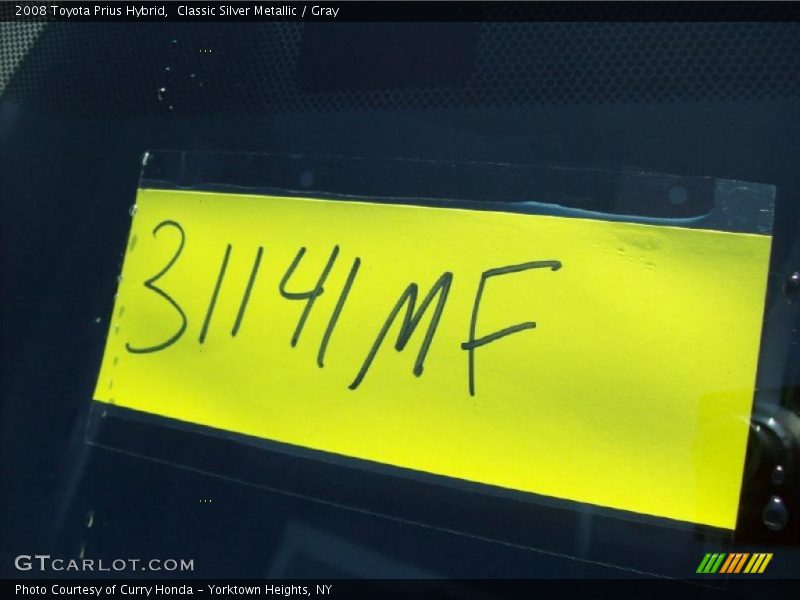 2008 Toyota Prius Hybrid,  Classic Silver Metallic / Gray
31141MF
GTCARLOT.COM
Photo Courtesy of Curry Honda - Yorktown Heights, NY